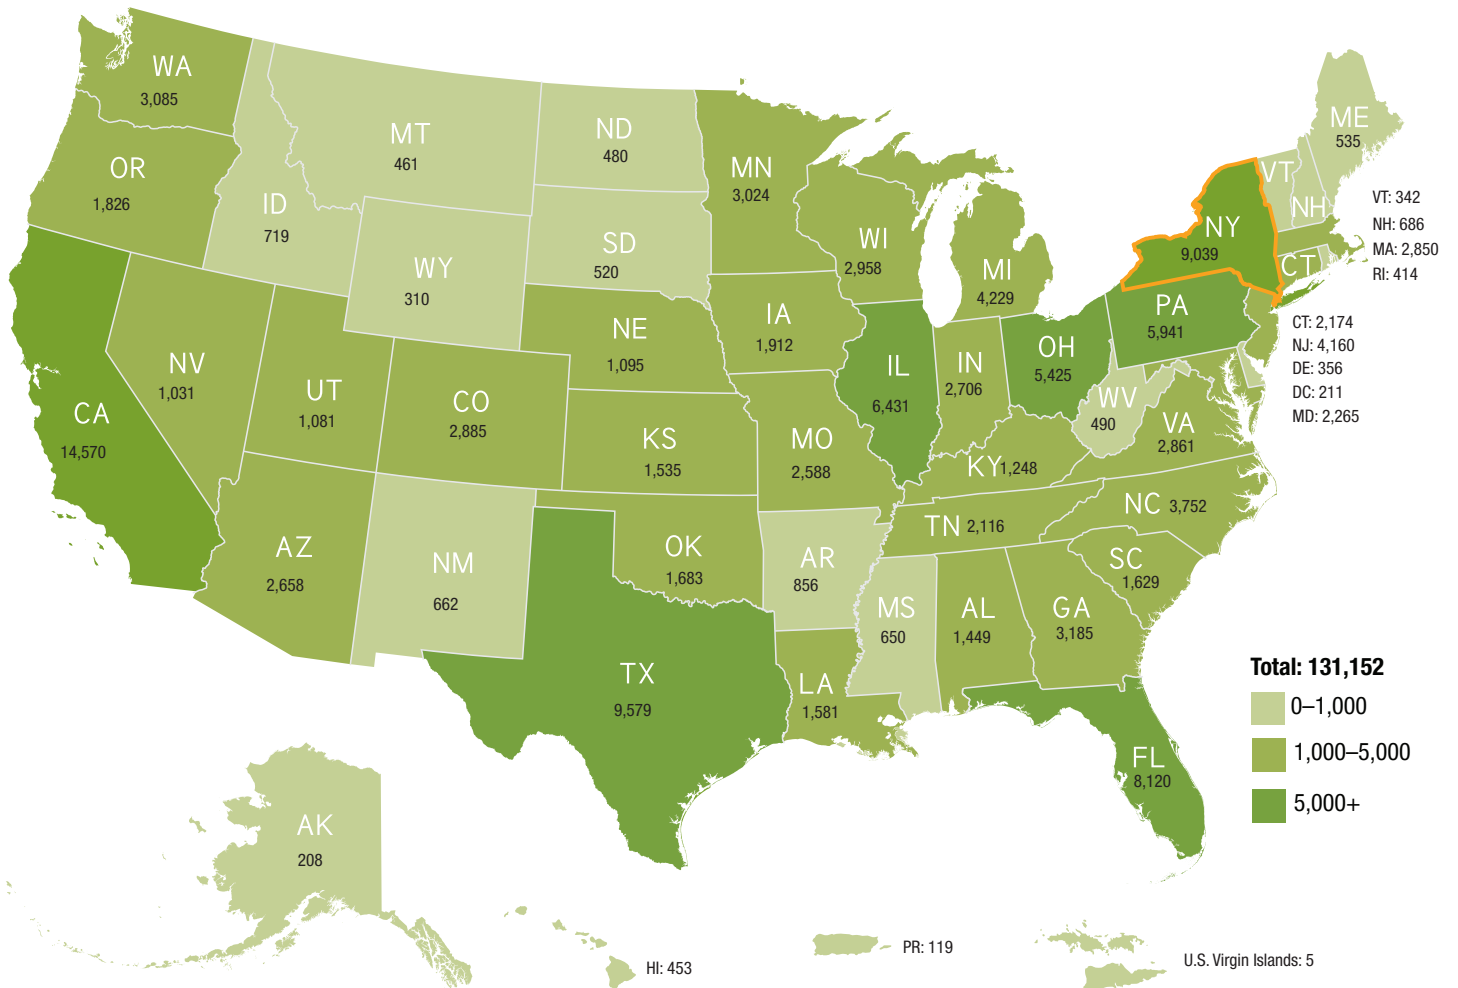 WA
3,085
OR
1,826
CA
14,570
NV
1,031
ID
719
MT
461
WY
310
UT
1,081
CO
2,885
AZ
2,658
NM
662
ND
480
SD
520
NE
1,095
KS
1,535
OK
1,683
TX
9,579
MN
3,024
IA
1,912
MO
2,588
AR
856
LA
1,581
WI
2,958
IL
6,431
MI
4,229
IN
2,706
OH
5,425
KY 1,248
TN 2,116
MS
650
AL
1,449
GA
3,185
FL
8,120
SC
1,629
NC 3,752
VA
2,861
WV
490
PA
5,941
NY
9,039
VT
NH
ME
535
CT
VT: 342
NH: 686
MA: 2,850
RI: 414
CT: 2,174
NJ: 4,160
DE: 356
DC: 211
MD: 2,265
AK
208
HI: 453
PR: 119
U.S. Virgin Islands: 5
Total: 131,152
0–1,000
1,000–5,000
5,000+